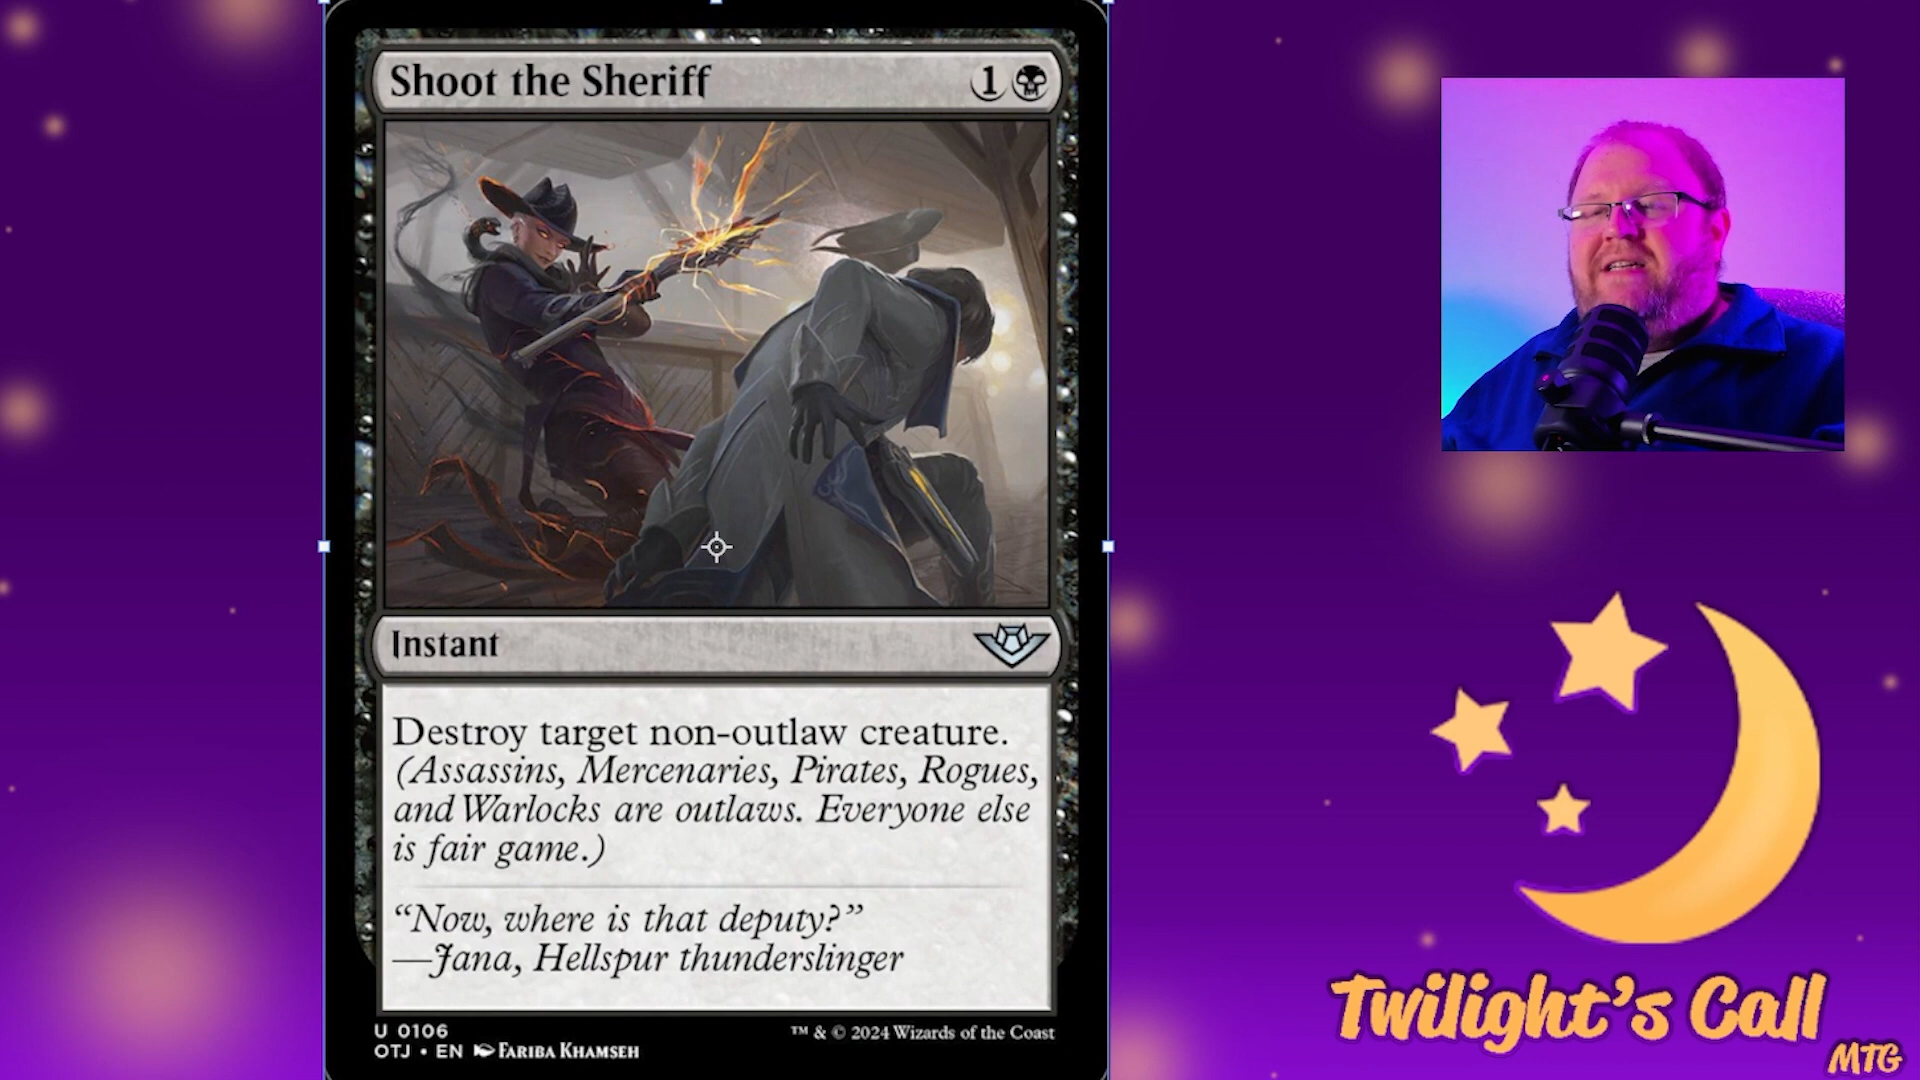 Shoot the Sheriff
1
Instant
Destroy target non-outlaw creature.
(Assassins, Mercenaries, Pirates, Rogues,
and Warlocks are outlaws. Everyone else
is fair game.)
“Now, where is that deputy?”
—Jana, Hellspur thunderslinger
U 0106
OTJ • EN FARIBA KHAMSEH
™ & © 2024 Wizards of the Coast
Twilight's Call
MTG